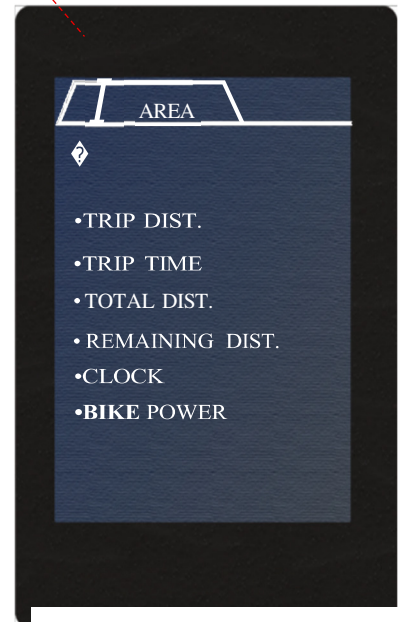 AREA
�
•TRIP DIST.
•TRIP TIME
• TOTAL DIST.
• REMAINING DIST.
•CLOCK
•BIKE POWER